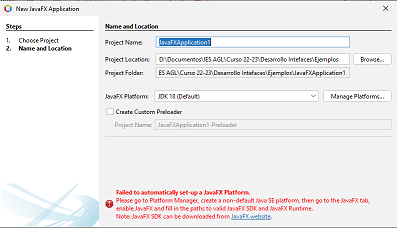 New JavaFX Application
Steps
Name and Location
1. Choose Project
2. Name and Location
Project Name: JavaFXApplication1
Project Location: D:\Documentos\IES AGL\Curso 22-23\Desarrollo Intefaces\Ejemplos Browse...
Project Folder: ES AGL\Curso 22-23\Desarrollo Intefaces\Ejemplos\JavaFXApplication1
JavaFX Platform: JDK 18 (Default) Manage Platforms...
Create Custom Preloader
Project Name: JavaFXApplication1-Preloader
Failed to automatically set-up a JavaFX Platform.
Please go to Platform Manager, create a non-default Java SE platform, then go to the JavaFX tab,
enable JavaFX and fill in the paths to valid JavaFX SDK and JavaFX Runtime.
Note: JavaFX SDK can be downloaded from JavaFX website.